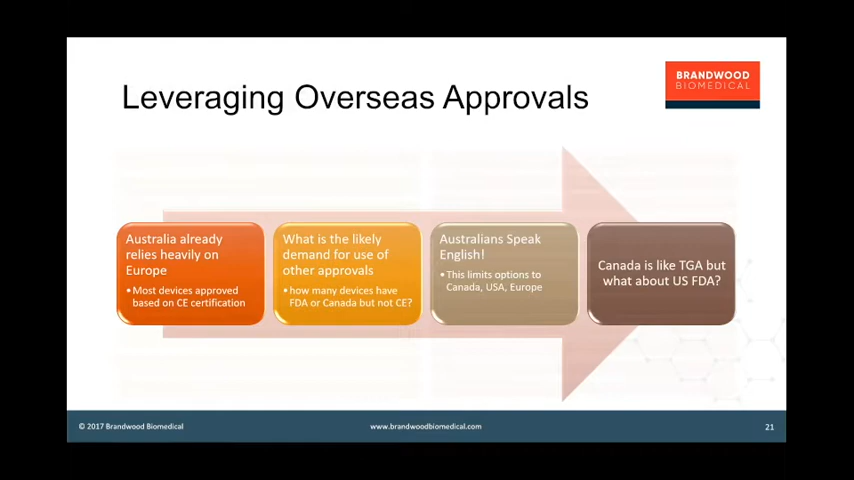 BRANDWOOD
BIOMEDICAL
Leveraging Overseas Approvals
Australia already
relies heavily on
Europe
•Most devices approved
based on CE certification
What is the likely
demand for use of
other approvals
•how many devices have
FDA or Canada but not CE?
Australians Speak
English!
•This limits options to
Canada, USA, Europe
Canada is like TGA but
what about US FDA?
© 2017 Brandwood Biomedical
www.brandwoodbiomedical.com
21